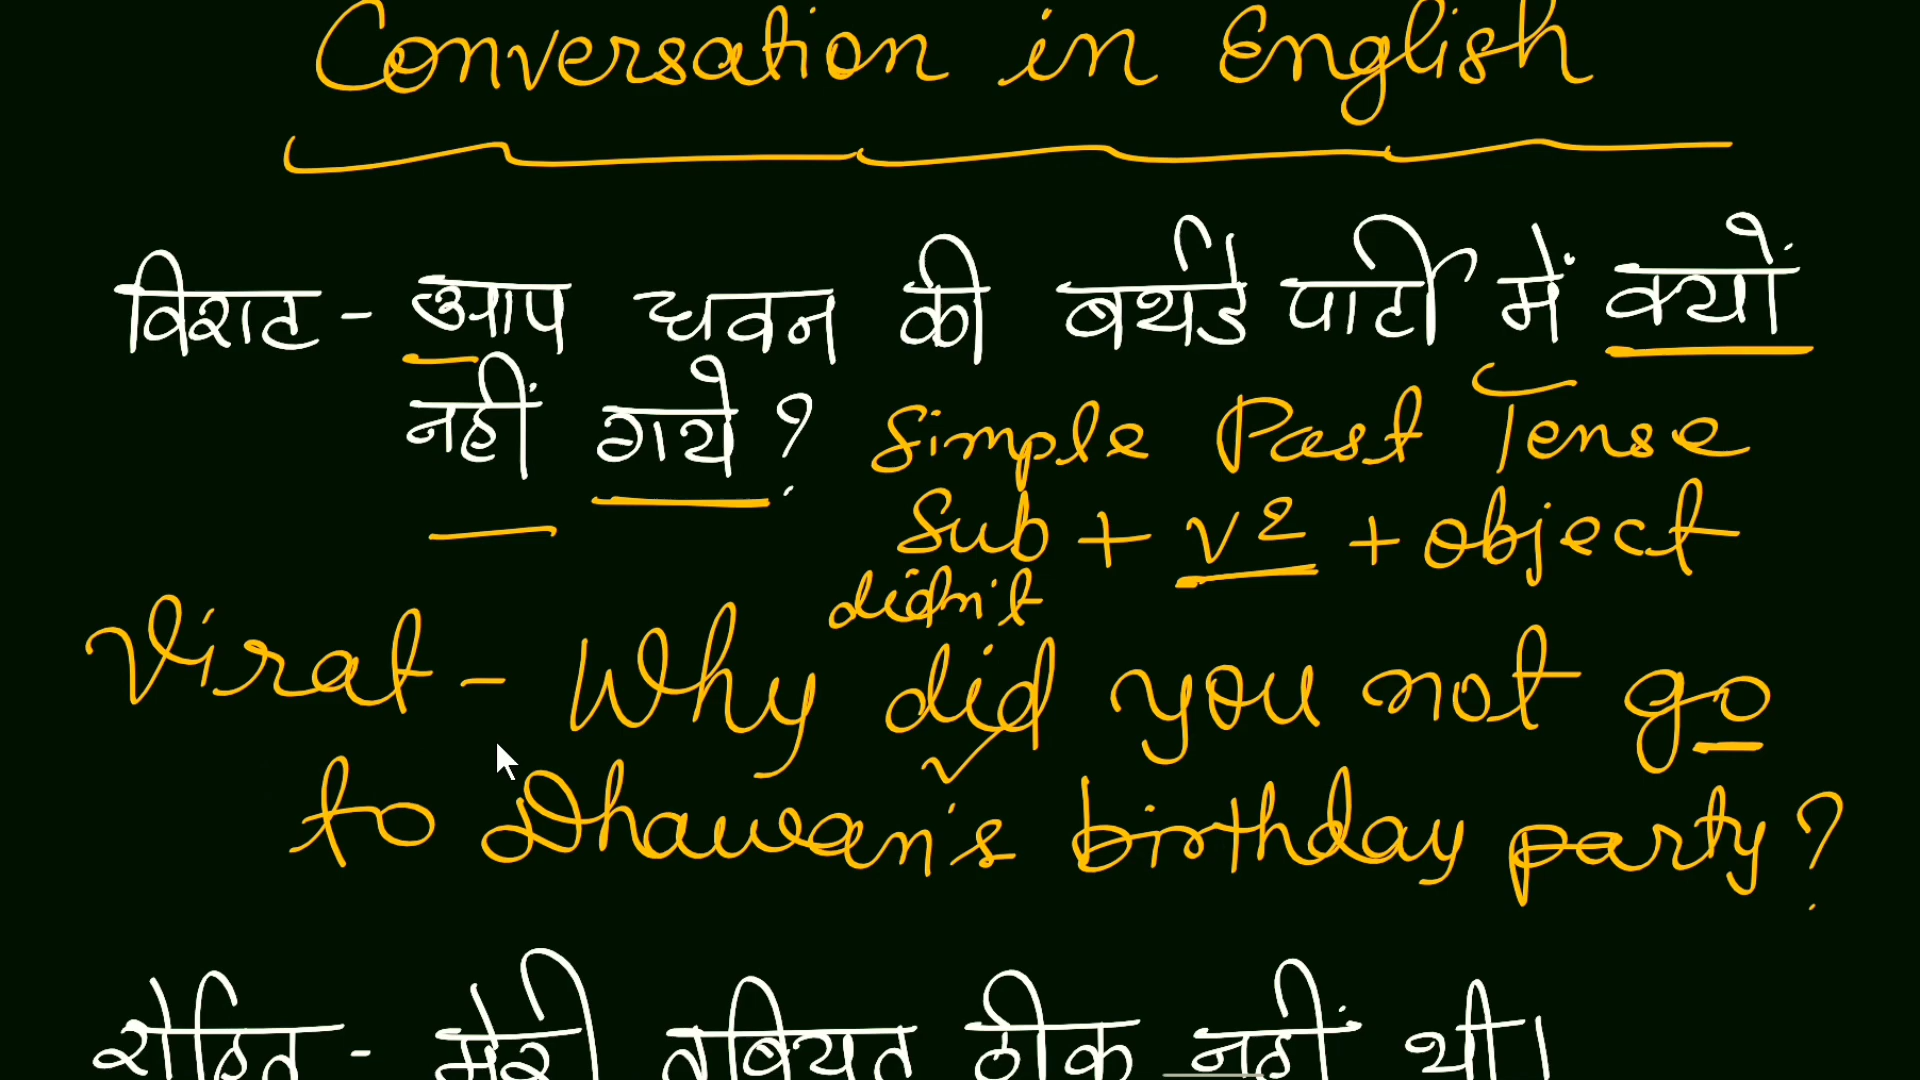 Conversation in English
विराट - आप धवन की बर्थडे पार्टी में क्यों
नहीं गये ?
Simple Past Tense
Sub + v2 + object
didn't
Virat - Why did you not go
to Dhawan's birthday party?
रोहित - मेरी तबियत ठीक नहीं थी।